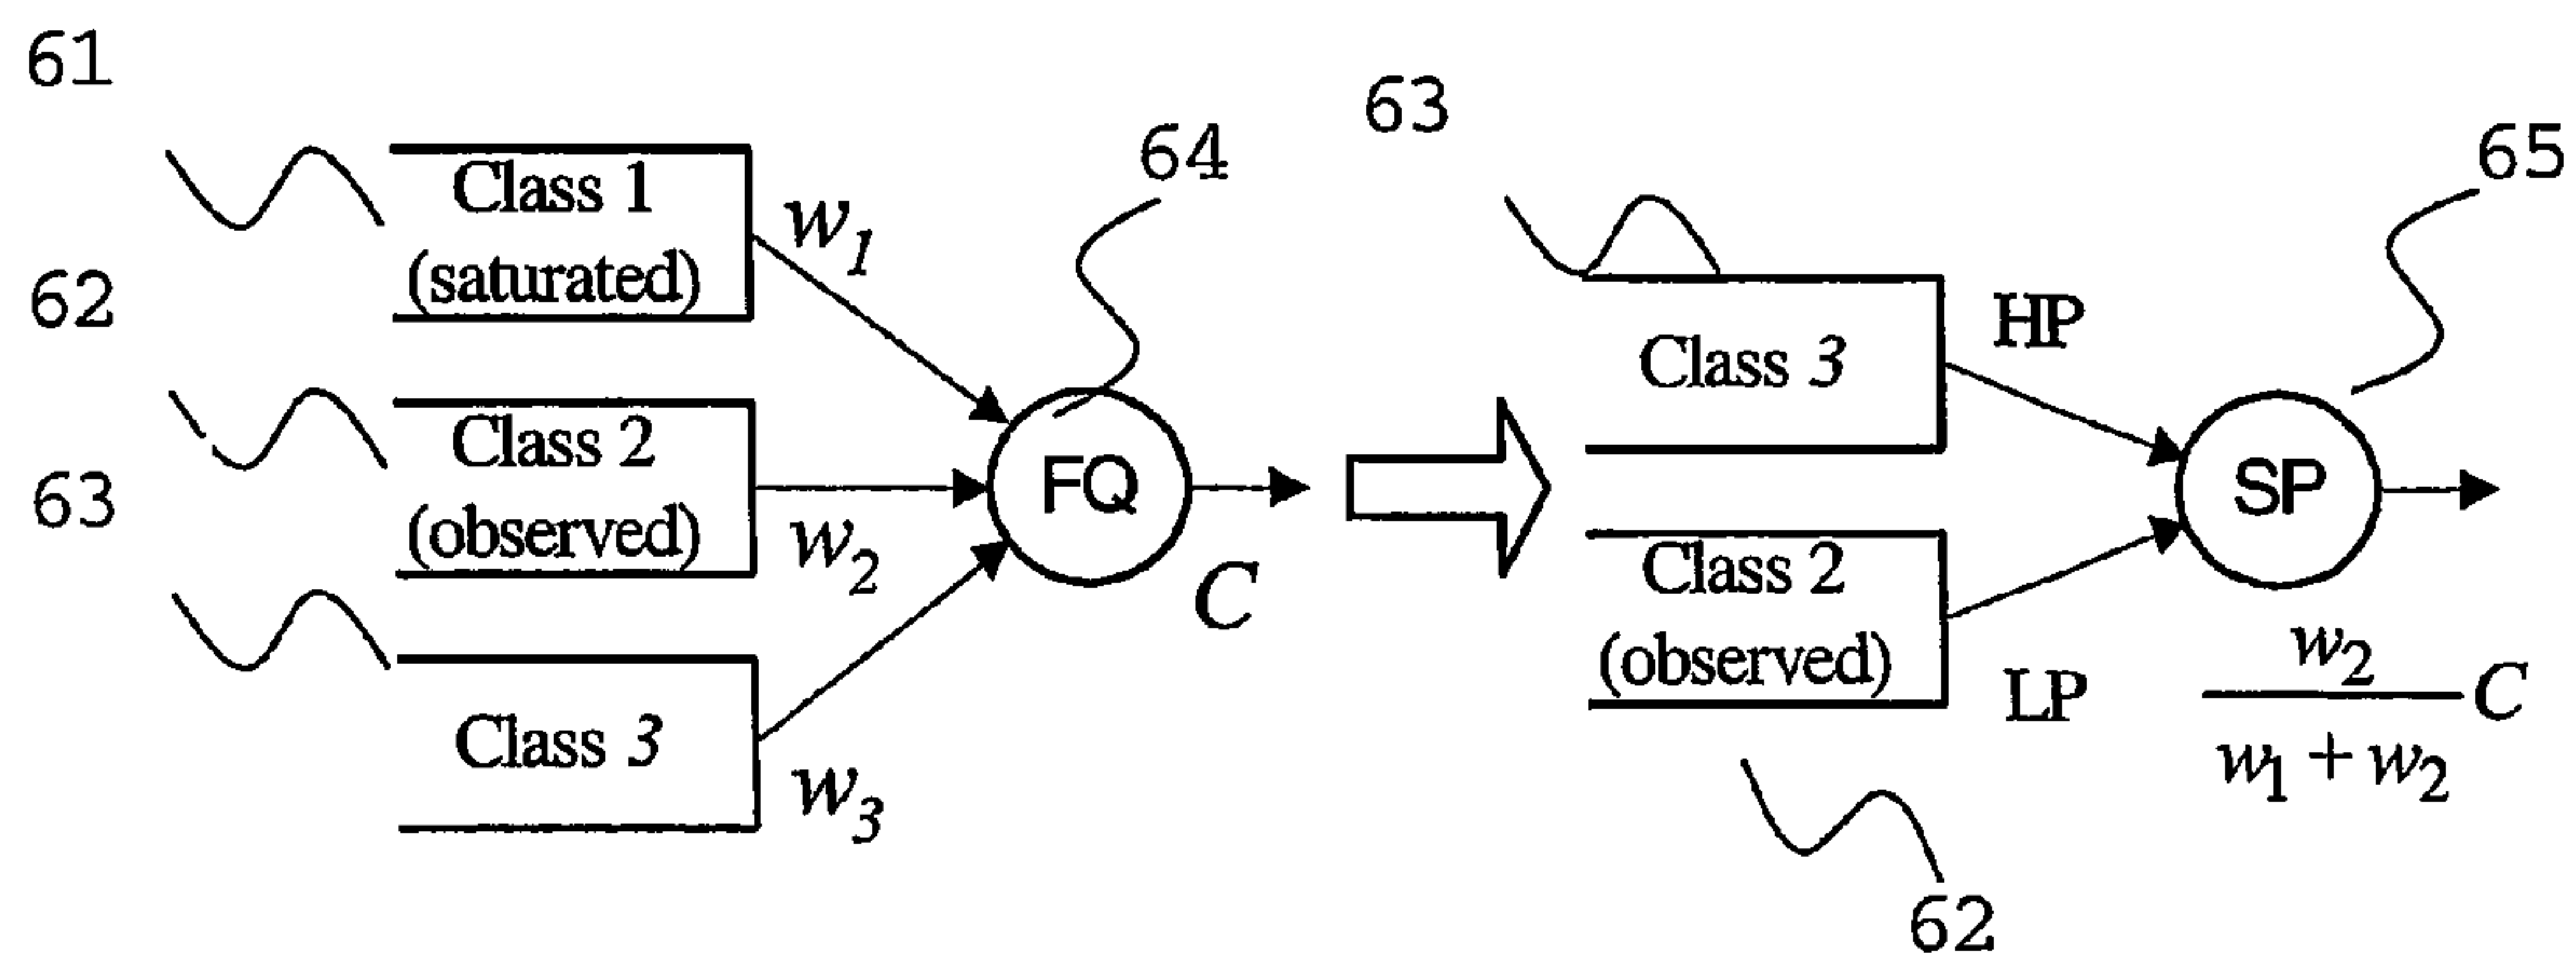 61
Class 1
(saturated)
w1
62
Class 2
(observed)
w2
63
Class 3
w3
64
FQ
C
63
Class 3
HP
65
SP
Class 2
(observed)
LP
w2
w1 + w2
C
62